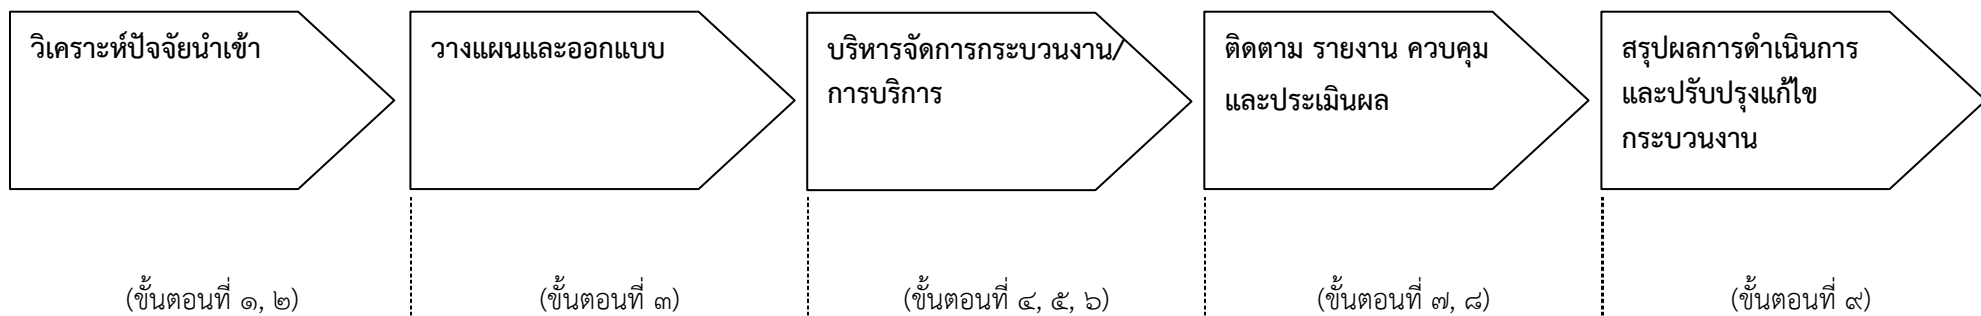 วิเคราะห์ปัจจัยนำเข้า
วางแผนและออกแบบ
บริหารจัดการกระบวนงาน/
การบริการ
ติดตาม รายงาน ควบคุม
และประเมินผล
สรุปผลการดำเนินการ
และปรับปรุงแก้ไข
กระบวนงาน
(ขั้นตอนที่ ๑, ๒)
(ขั้นตอนที่ ๓)
(ขั้นตอนที่ ๔, ๕, ๖)
(ขั้นตอนที่ ๗, ๘)
(ขั้นตอนที่ ๙)